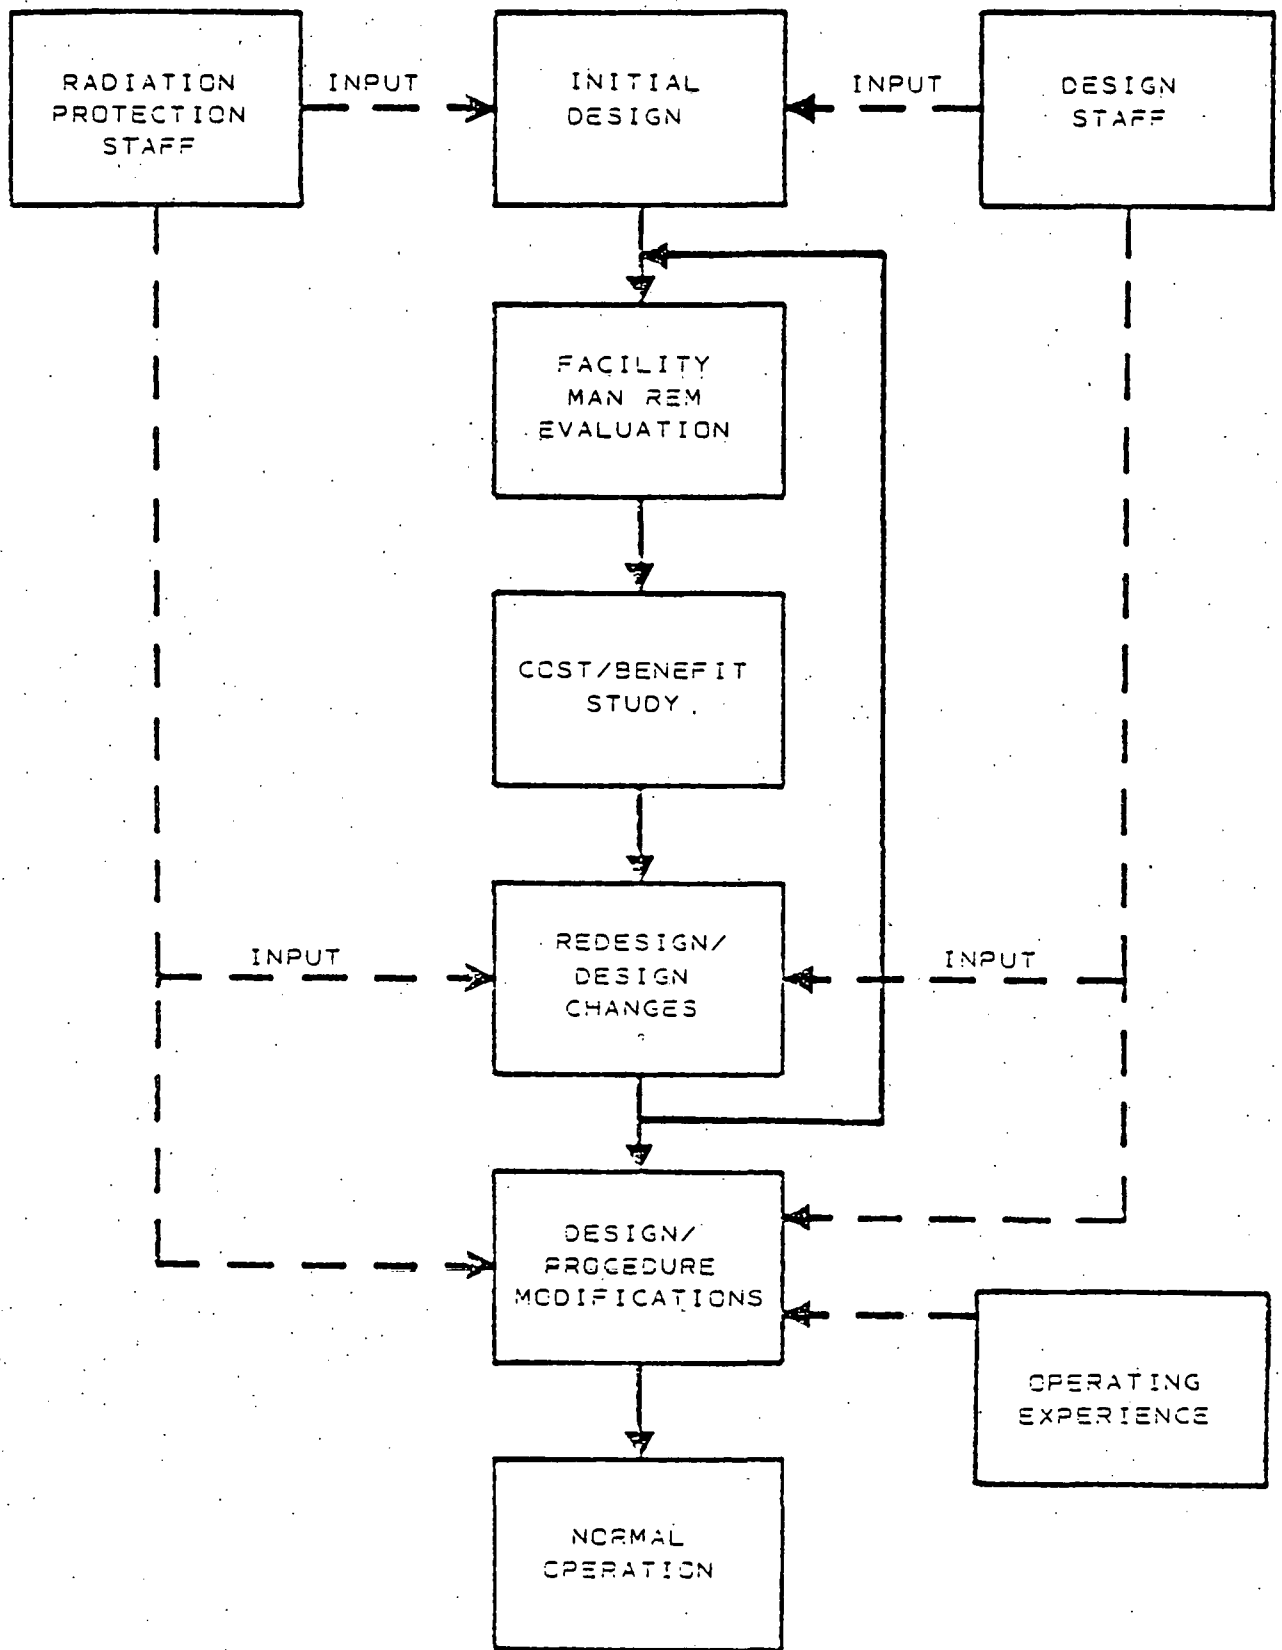 RADIATION
PROTECTION
STAFF
INPUT
INITIAL
DESIGN
INPUT
DESIGN
STAFF
FACILITY
MAN REM
EVALUATION
COST/BENEFIT
STUDY
INPUT
REDESIGN/
DESIGN
CHANGES
INPUT
DESIGN/
PROCEDURE
MODIFICATIONS
OPERATING
EXPERIENCE
NORMAL
OPERATION